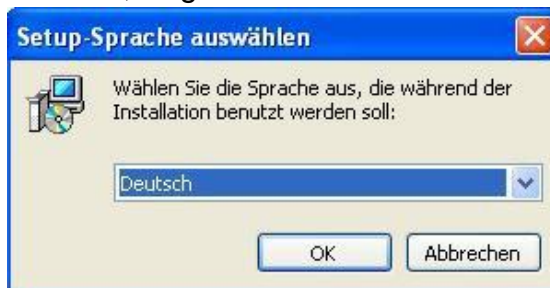 Setup-Sprache auswählen
Wählen Sie die Sprache aus, die während der
Installation benutzt werden soll:
Deutsch
OK
Abbrechen